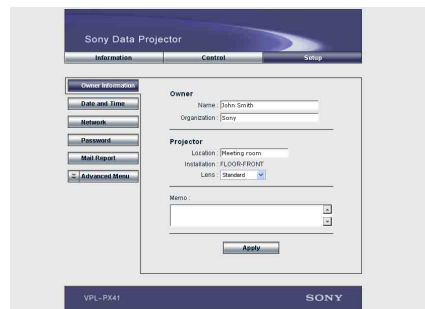 Sony Data Projector
Information Control Setup
Owner Information
Date and Time
Network
Password
Mail Report
Advanced Menu
Owner
Name : John Smith
Organization : Sony
Projector
Location : Meeting room
Installation : FLOOR-FRONT
Lens : Standard
Memo :
Apply
VPL-PX41 SONY